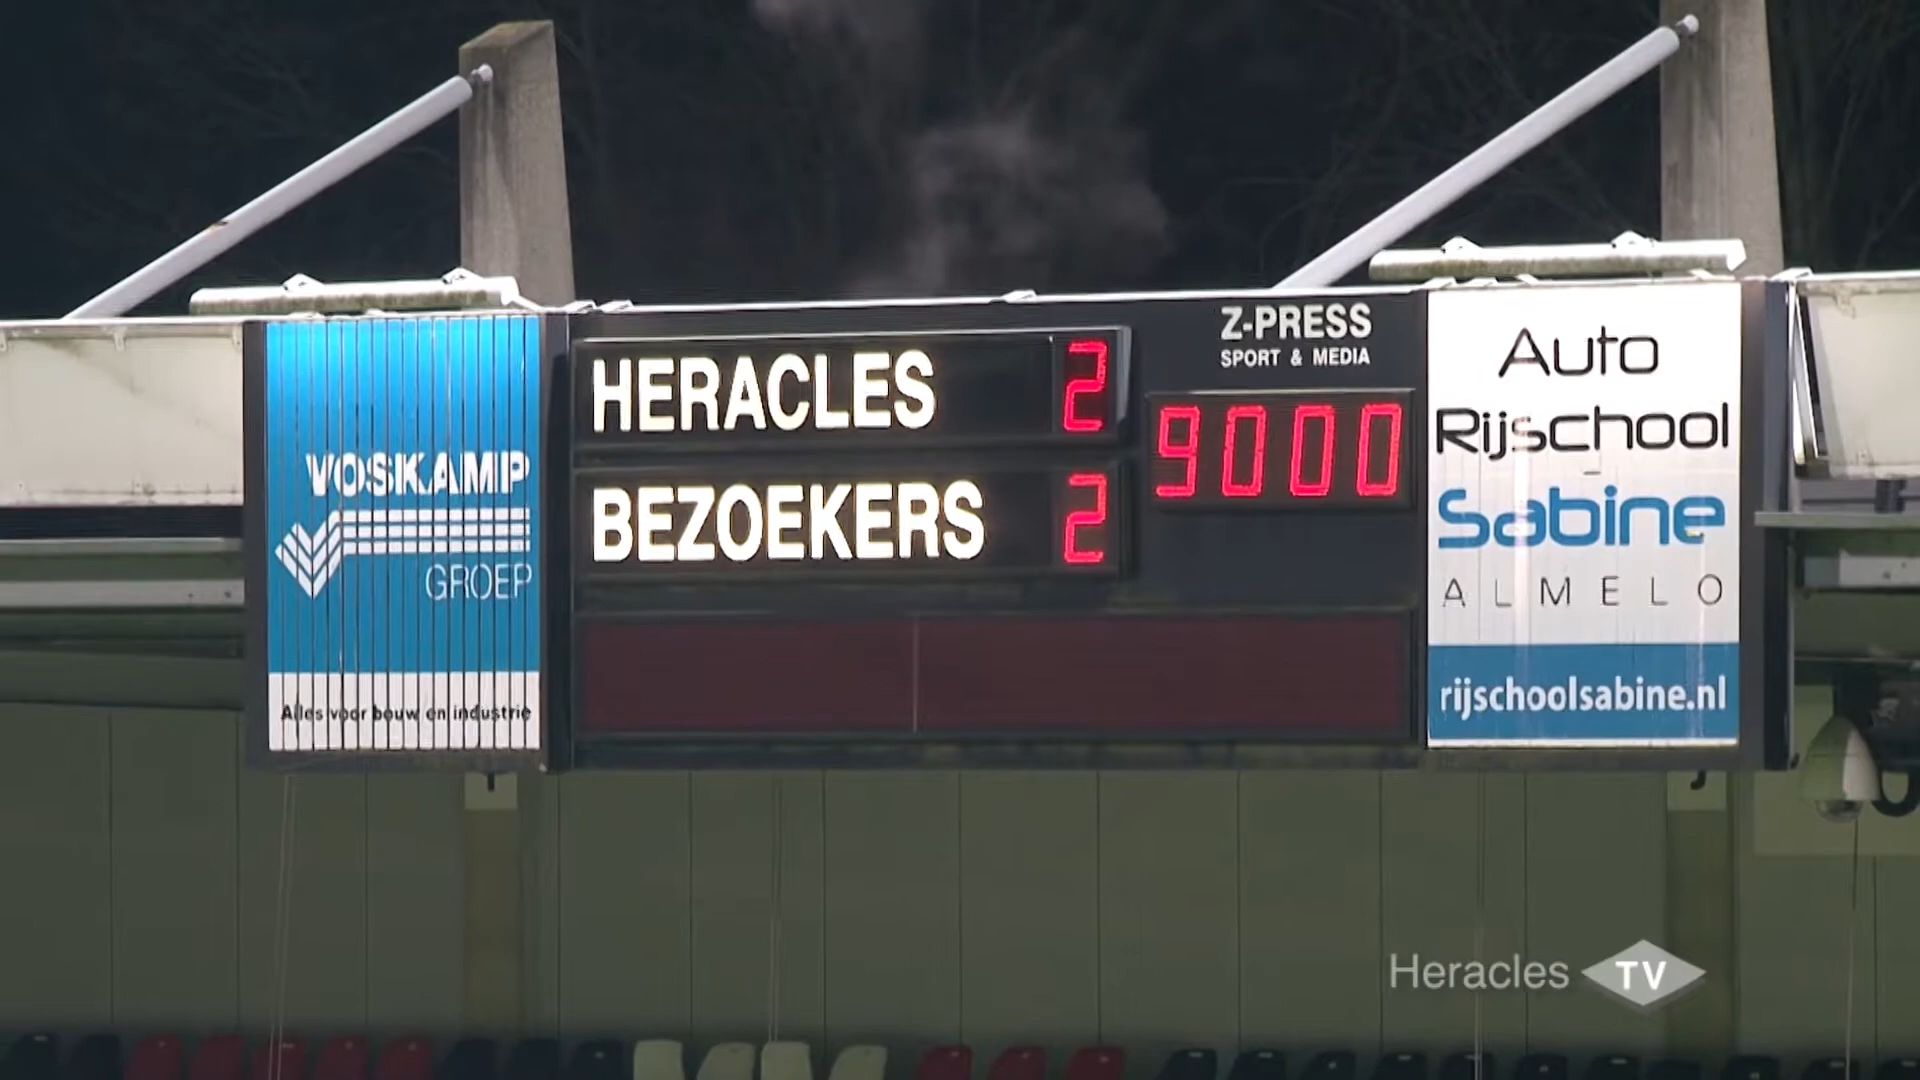 VOSKAMP
GROEP
Alles voor bouw en industrie
HERACLES 2
BEZOEKERS 2
Z-PRESS
SPORT & MEDIA
9000
Auto
Rijschool
Sabine
ALMELO
rijschoolsabine.nl
Heracles TV